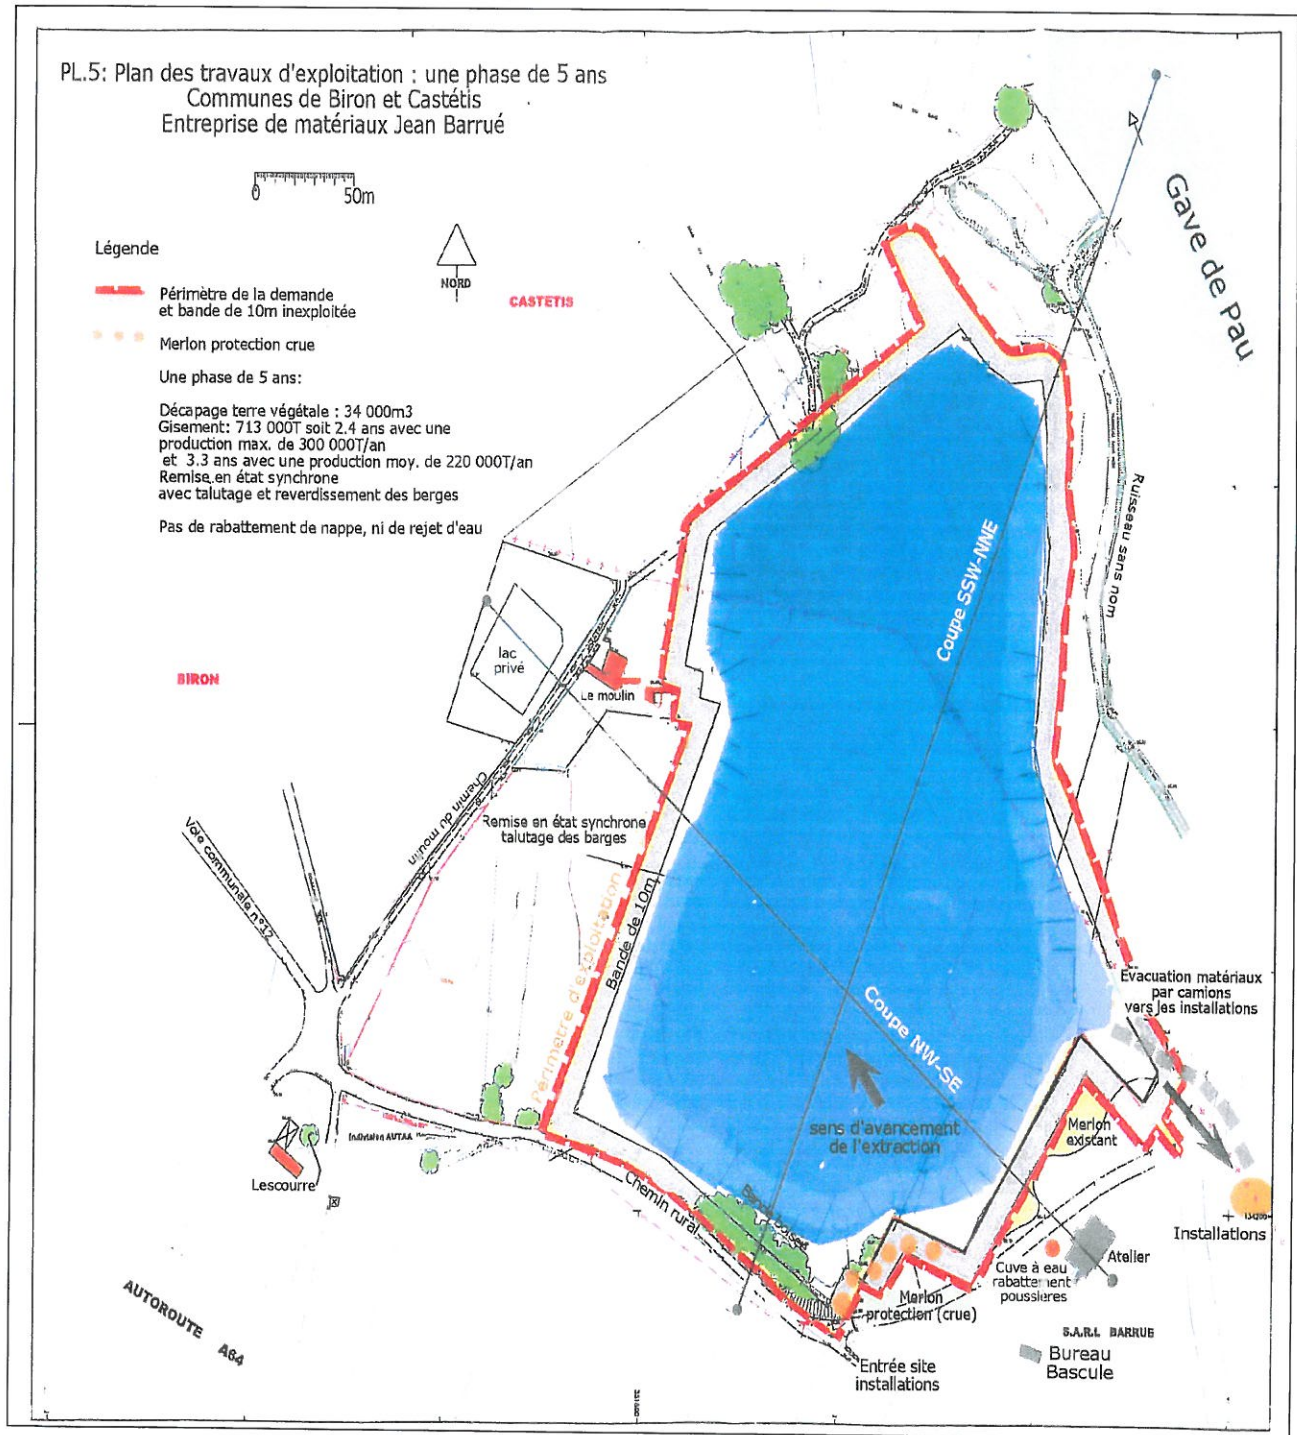 PL.5: Plan des travaux d'exploitation : une phase de 5 ans
Communes de Biron et Castétis
Entreprise de matériaux Jean Barrué
0 50m
Légende
Périmètre de la demande
et bande de 10m inexploitée
Merlon protection crue
Une phase de 5 ans:
Décapage terre végétale : 34 000m3
Gisement: 713 000T soit 2.4 ans avec une
production max. de 300 000T/an
et 3.3 ans avec une production moy. de 220 000T/an
Remise en état synchrone
avec talutage et reverdissement des berges
Pas de rabattement de nappe, ni de rejet d'eau
NORD
CASTETIS
Gave de Pau
Ruisseau sans nom
Coupe SSW-NNE
lac
privé
Le moulin
BIRON
Chemin du moulin
Voie communale n°12
Remise en état synchrone
talutage des barges
Périmètre d'exploitation
Bande de 10m
Coupe NW-SE
Evacuation matériaux
par camions
vers les installations
sens d'avancement
de l'extraction
Merlon
existant
Indivision AUTAA
Lescourre
Chemin rural
Bande boisée
Installations
Atelier
Cuve à eau
rabattement
poussières
Merlon
protection (crue)
S.A.R.L BARRUE
Bureau
Bascule
Entrée site
installations
AUTOROUTE A64